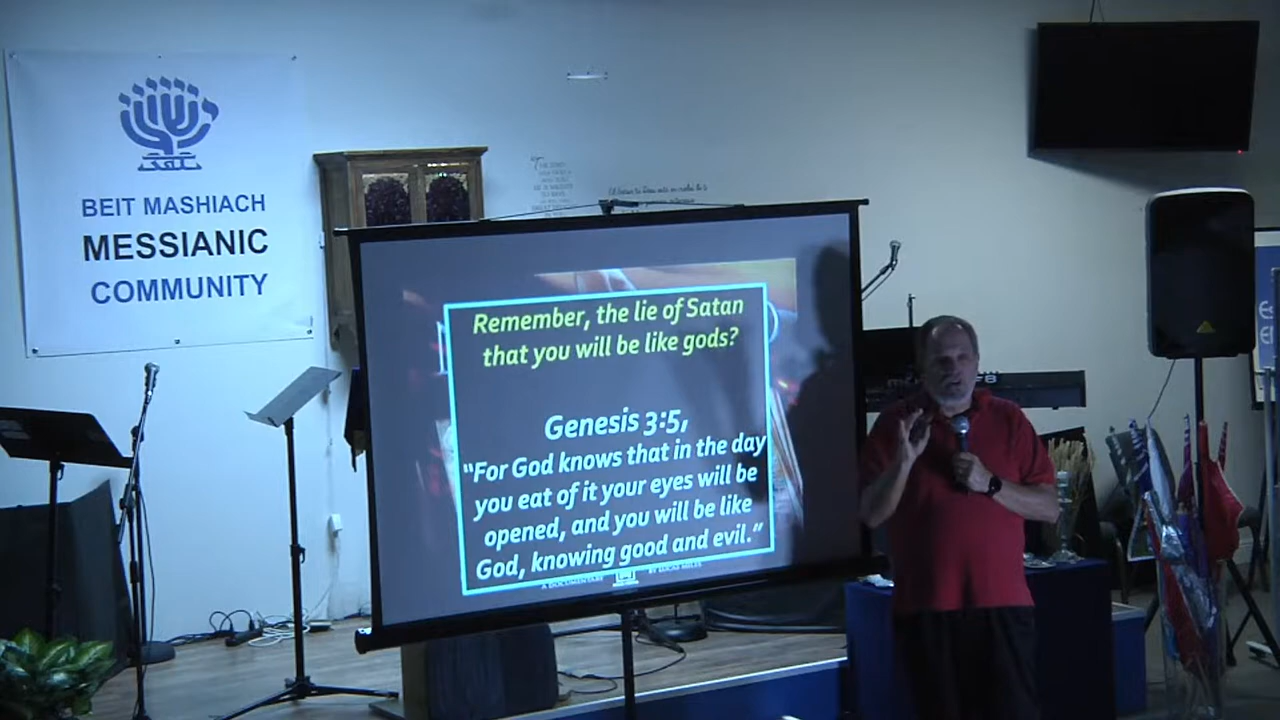 BEIT MASHIACH
MESSIANIC
COMMUNITY
Remember, the lie of Satan
that you will be like gods?
Genesis 3:5,
“For God knows that in the day
you eat of it your eyes will be
opened, and you will be like
God, knowing good and evil.”
A DOCUMENTARY